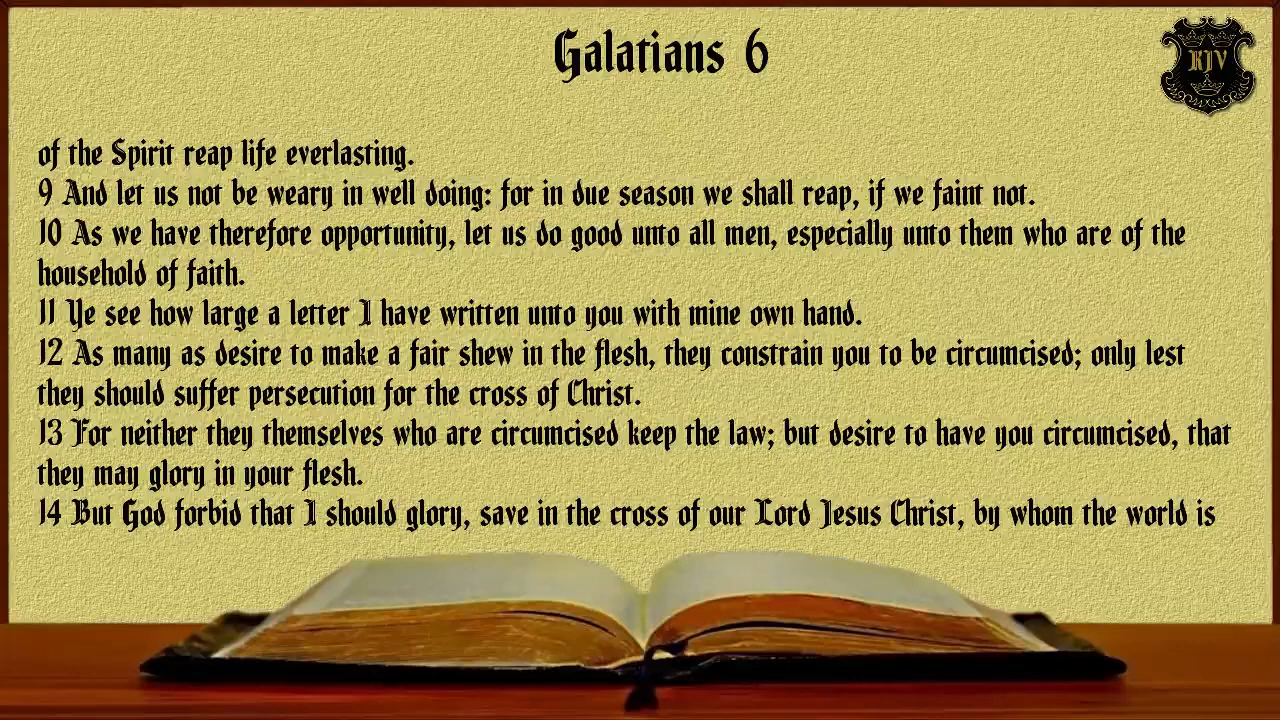 Galatians 6
KJV
of the Spirit reap life everlasting.
9 And let us not be weary in well doing: for in due season we shall reap, if we faint not.
10 As we have therefore opportunity, let us do good unto all men, especially unto them who are of the
household of faith.
11 Ye see how large a letter I have written unto you with mine own hand.
12 As many as desire to make a fair shew in the flesh, they constrain you to be circumcised; only lest
they should suffer persecution for the cross of Christ.
13 For neither they themselves who are circumcised keep the law; but desire to have you circumcised, that
they may glory in your flesh.
14 But God forbid that I should glory, save in the cross of our Lord Jesus Christ, by whom the world is